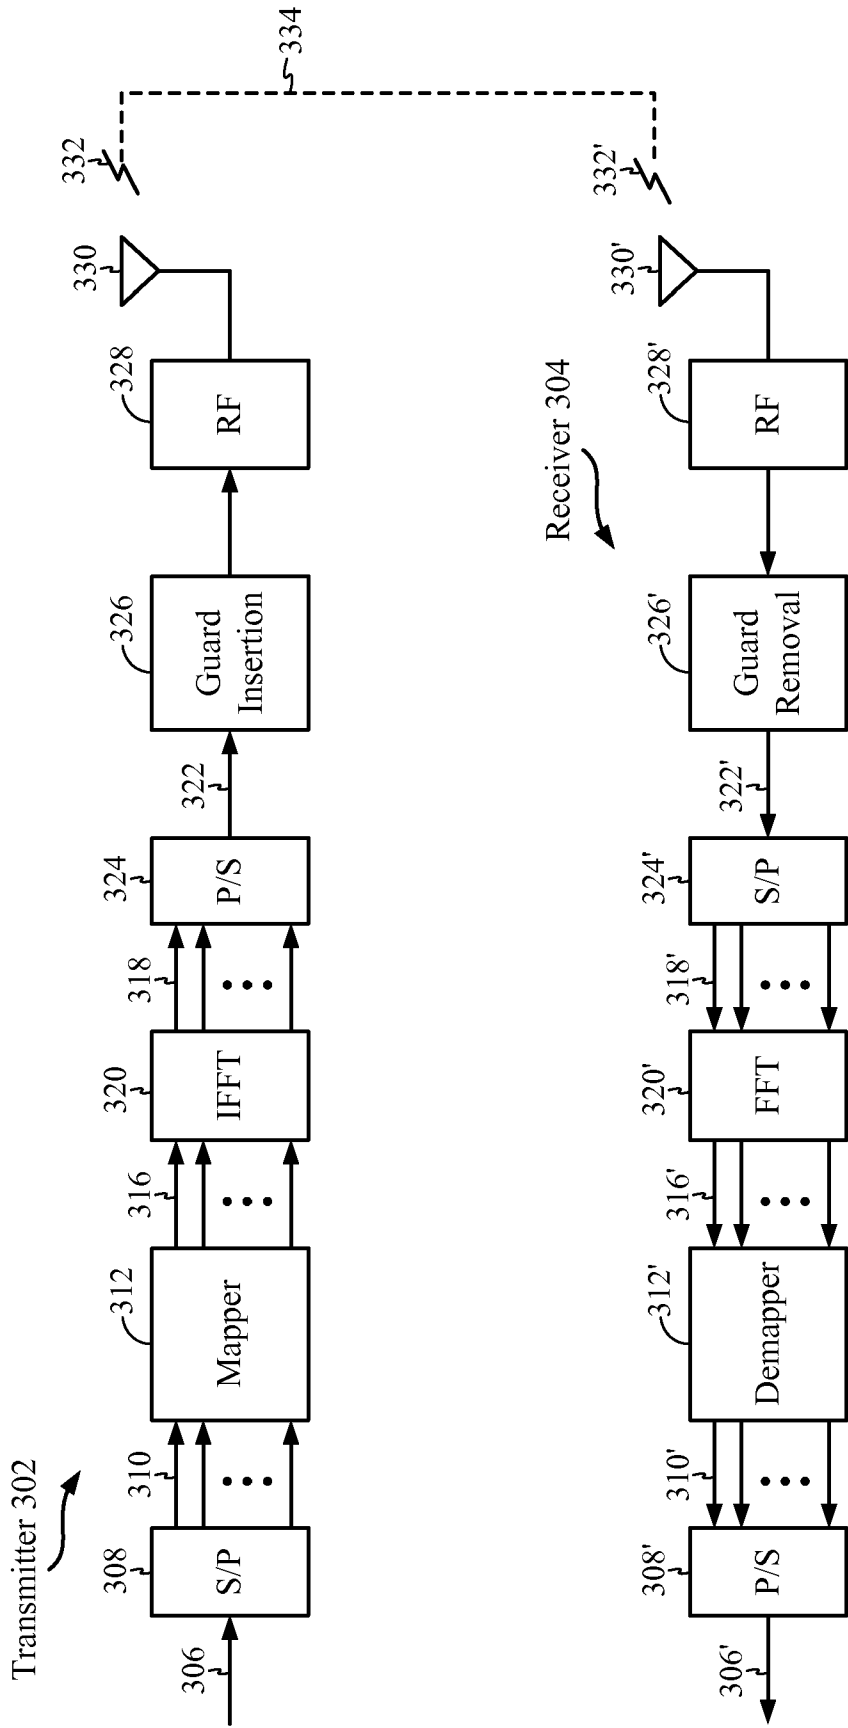 Transmitter 302
306
308
S/P
310
312
Mapper
316
320
IFFT
318
324
P/S
322
326
Guard
Insertion
328
RF
330
332
334
Receiver 304
306'
308'
P/S
310'
312'
Demapper
316'
320'
FFT
318'
324'
S/P
322'
326'
Guard
Removal
328'
RF
330'
332'